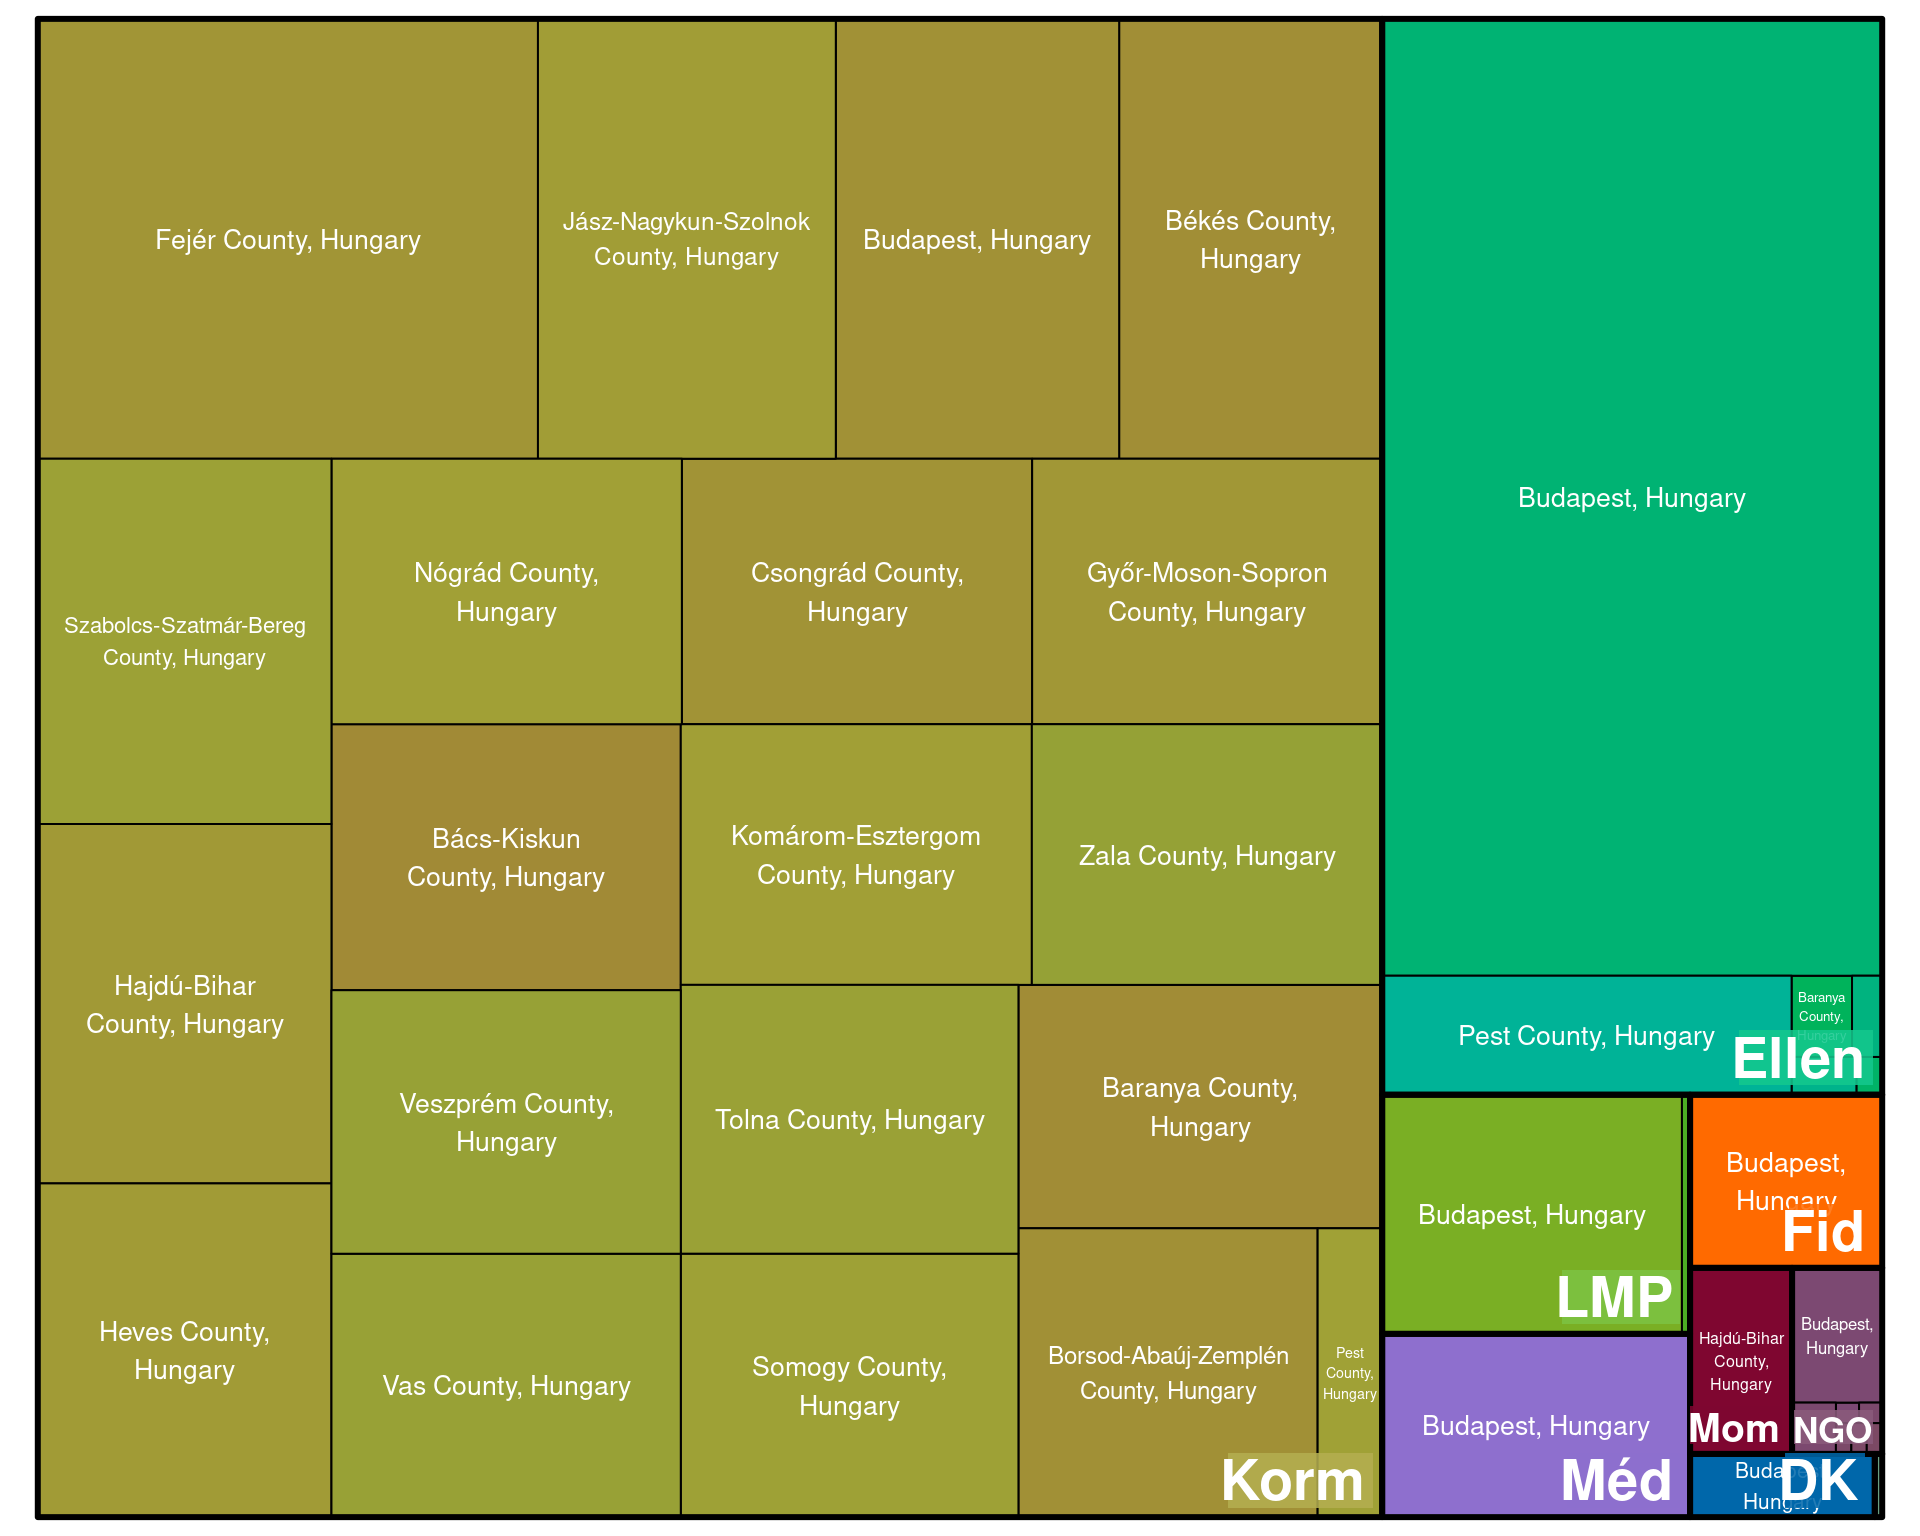 Fejér County, Hungary
Jász-Nagykun-Szolnok
County, Hungary
Budapest, Hungary
Békés County,
Hungary
Szabolcs-Szatmár-Bereg
County, Hungary
Nógrád County,
Hungary
Csongrád County,
Hungary
Győr-Moson-Sopron
County, Hungary
Hajdú-Bihar
County, Hungary
Bács-Kiskun
County, Hungary
Komárom-Esztergom
County, Hungary
Zala County, Hungary
Heves County,
Hungary
Veszprém County,
Hungary
Tolna County, Hungary
Baranya County,
Hungary
Vas County, Hungary
Somogy County,
Hungary
Borsod-Abaúj-Zemplén
County, Hungary
Pest
County,
Hungary
Korm
Budapest, Hungary
Pest County, Hungary
Baranya
County,
Hungary
Ellen
Budapest, Hungary
LMP
Budapest,
Hungary
Fid
Budapest, Hungary
Méd
Hajdú-Bihar
County,
Hungary
Mom
Budapest,
Hungary
NGO
Budapest,
Hungary
DK